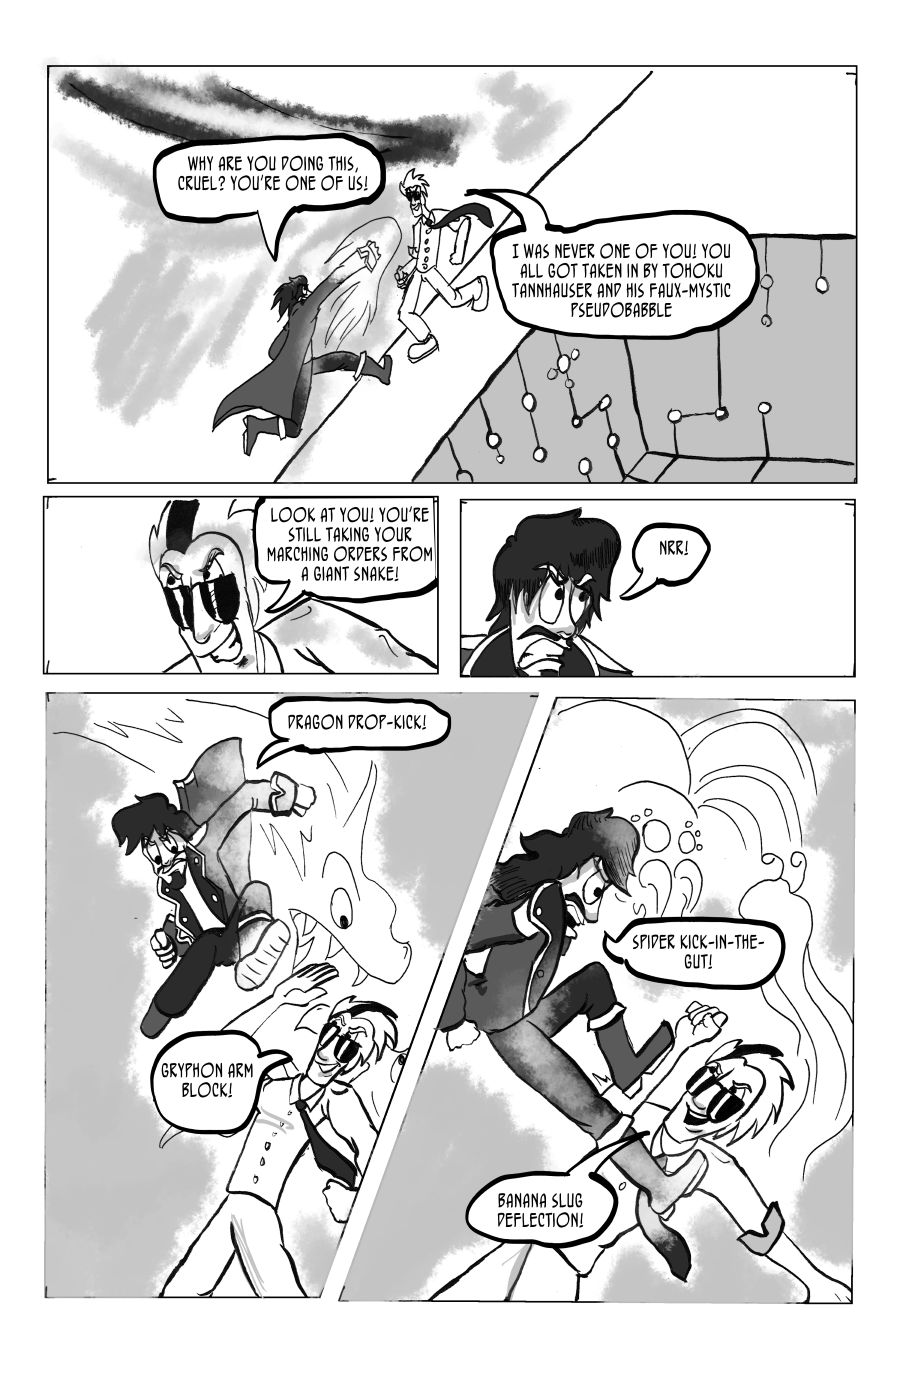 WHY ARE YOU DOING THIS,
CRUEL? YOU'RE ONE OF US!
I WAS NEVER ONE OF YOU! YOU
ALL GOT TAKEN IN BY TOHOKU
TANNHAUSER AND HIS FAUX-MYSTIC
PSEUDOBABBLE
LOOK AT YOU! YOU'RE
STILL TAKING YOUR
MARCHING ORDERS FROM
A GIANT SNAKE!
NRR!
DRAGON DROP-KICK!
GRYPHON ARM
BLOCK!
SPIDER KICK-IN-THE-
GUT!
BANANA SLUG
DEFLECTION!